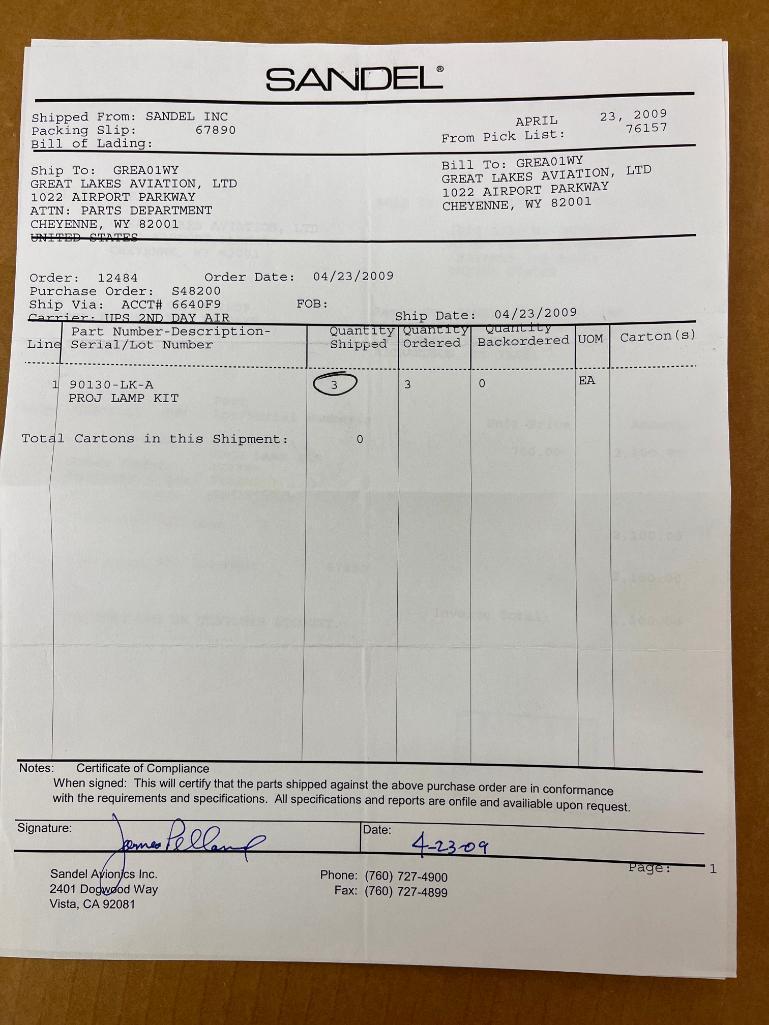 SANDEL®
Shipped From: SANDEL INC
Packing Slip: 67890
Bill of Lading:
APRIL 23, 2009
From Pick List: 76157
Ship To: GREA01WY
GREAT LAKES AVIATION, LTD
1022 AIRPORT PARKWAY
ATTN: PARTS DEPARTMENT
CHEYENNE, WY 82001
UNITED STATES
Bill To: GREA01WY
GREAT LAKES AVIATION, LTD
1022 AIRPORT PARKWAY
CHEYENNE, WY 82001
Order: 12484 Order Date: 04/23/2009
Purchase Order: S48200
Ship Via: ACCT# 6640F9 FOB:
Carrier: UPS 2ND DAY AIR Ship Date: 04/23/2009
Line Part Number-Description- Serial/Lot Number Quantity Shipped Quantity Ordered Quantity Backordered UOM Carton(s)
1 90130-LK-A 3 3 0 EA
PROJ LAMP KIT
Total Cartons in this Shipment: 0
Notes: Certificate of Compliance
When signed: This will certify that the parts shipped against the above purchase order are in conformance
with the requirements and specifications. All specifications and reports are onfile and availiable upon request.
Signature: James Pelland Date: 4-23-09
Page: 1
Sandel Avionics Inc.
2401 Dogwood Way
Vista, CA 92081
Phone: (760) 727-4900
Fax: (760) 727-4899